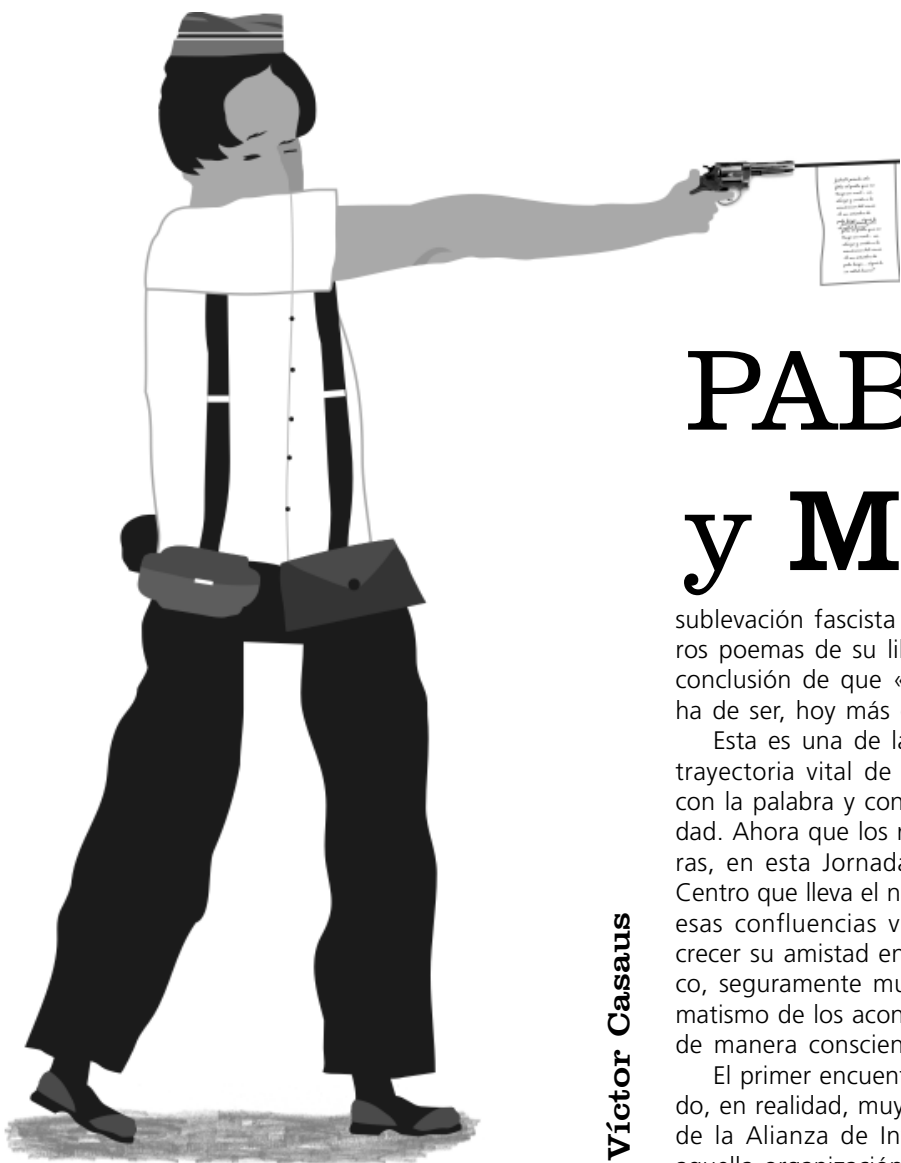 PAB
y M
Víctor Casaus
sublevación fascista
ros poemas de su li
conclusión de que «
ha de ser, hoy más
Esta es una de la
trayectoria vital de
con la palabra y con
dad. Ahora que los
ras, en esta Jornada
Centro que lleva el n
esas confluencias v
crecer su amistad en
co, seguramente mu
matismo de los acon
de manera conscien
El primer encuent
do, en realidad, muy
de la Alianza de In
aquella organización